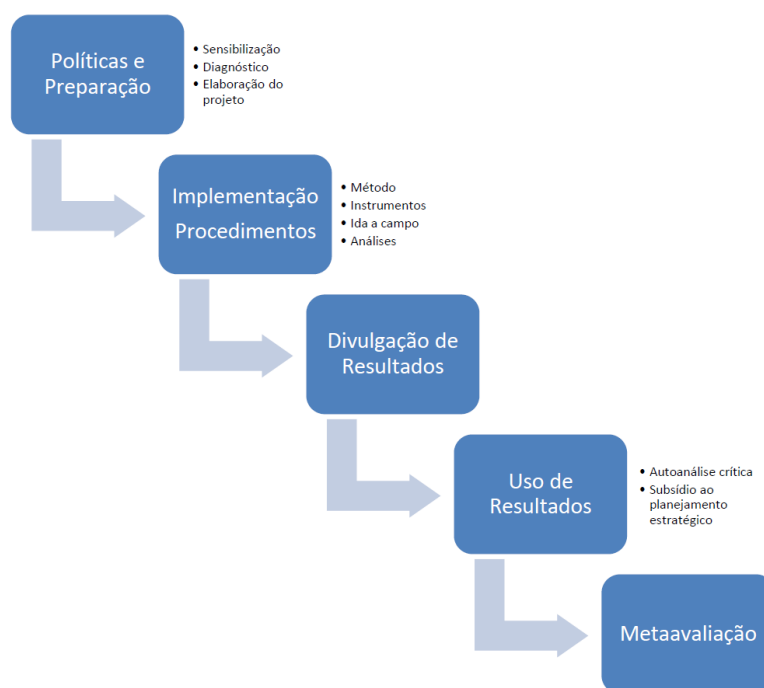 Políticas e
Preparação
• Sensibilização
• Diagnóstico
• Elaboração do
projeto
Implementação
Procedimentos
• Método
• Instrumentos
• Ida a campo
• Análises
Divulgação de
Resultados
Uso de
Resultados
• Autoanálise crítica
• Subsídio ao
planejamento
estratégico
Metaavaliação